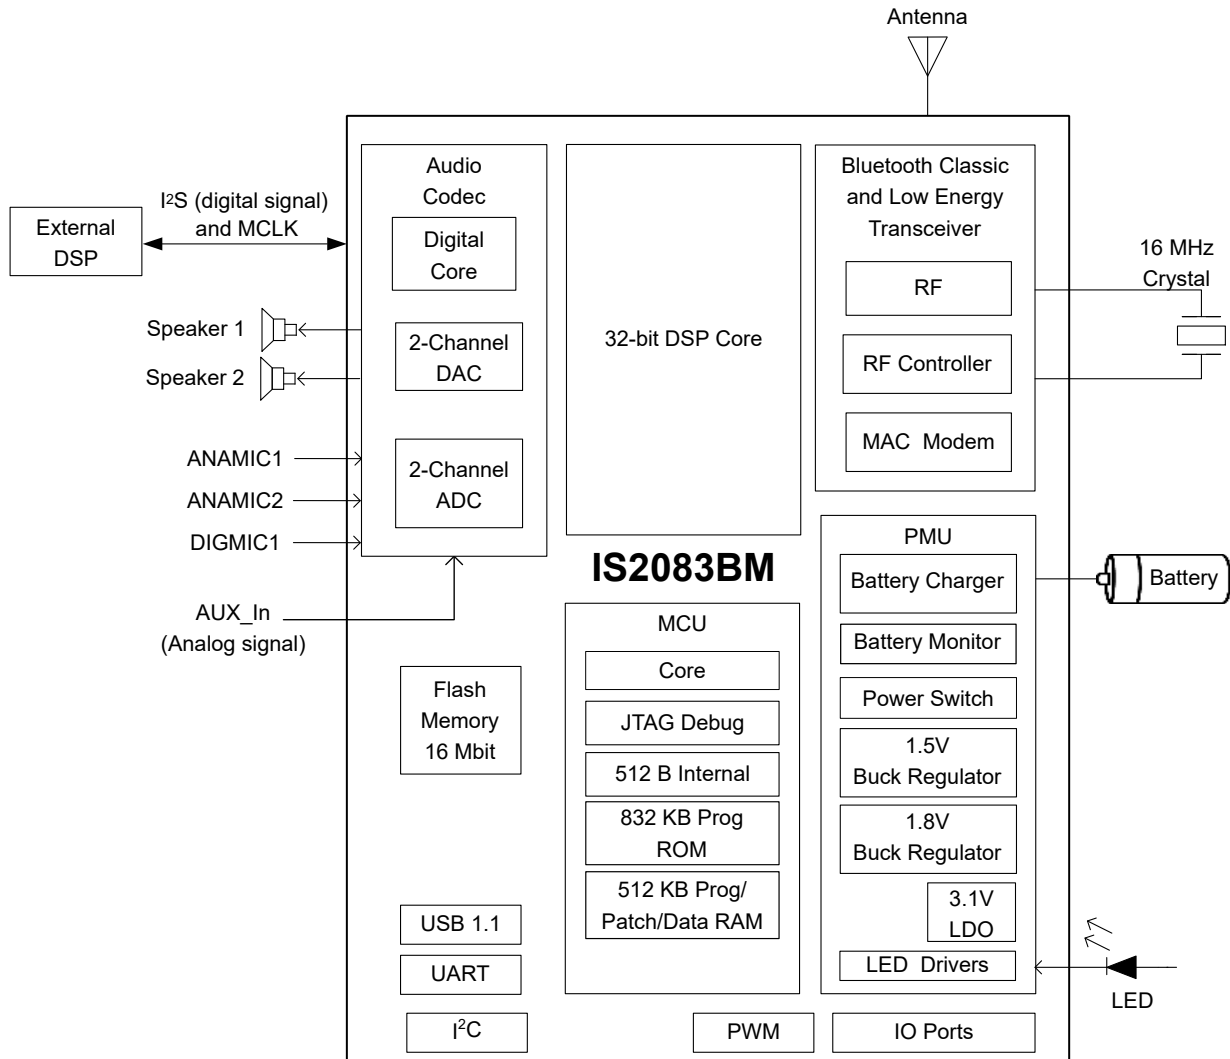 Antenna
Audio
Codec
Digital
Core
2-Channel
DAC
2-Channel
ADC
I2S (digital signal)
and MCLK
External
DSP
Speaker 1
Speaker 2
ANAMIC1
ANAMIC2
DIGMIC1
AUX_In
(Analog signal)
32-bit DSP Core
Bluetooth Classic
and Low Energy
Transceiver
RF
RF Controller
MAC Modem
16 MHz
Crystal
IS2083BM
PMU
Battery Charger
Battery Monitor
Power Switch
1.5V
Buck Regulator
1.8V
Buck Regulator
3.1V
LDO
LED Drivers
Battery
LED
MCU
Core
JTAG Debug
512 B Internal
832 KB Prog
ROM
512 KB Prog/
Patch/Data RAM
Flash
Memory
16 Mbit
USB 1.1
UART
I2C
PWM
IO Ports